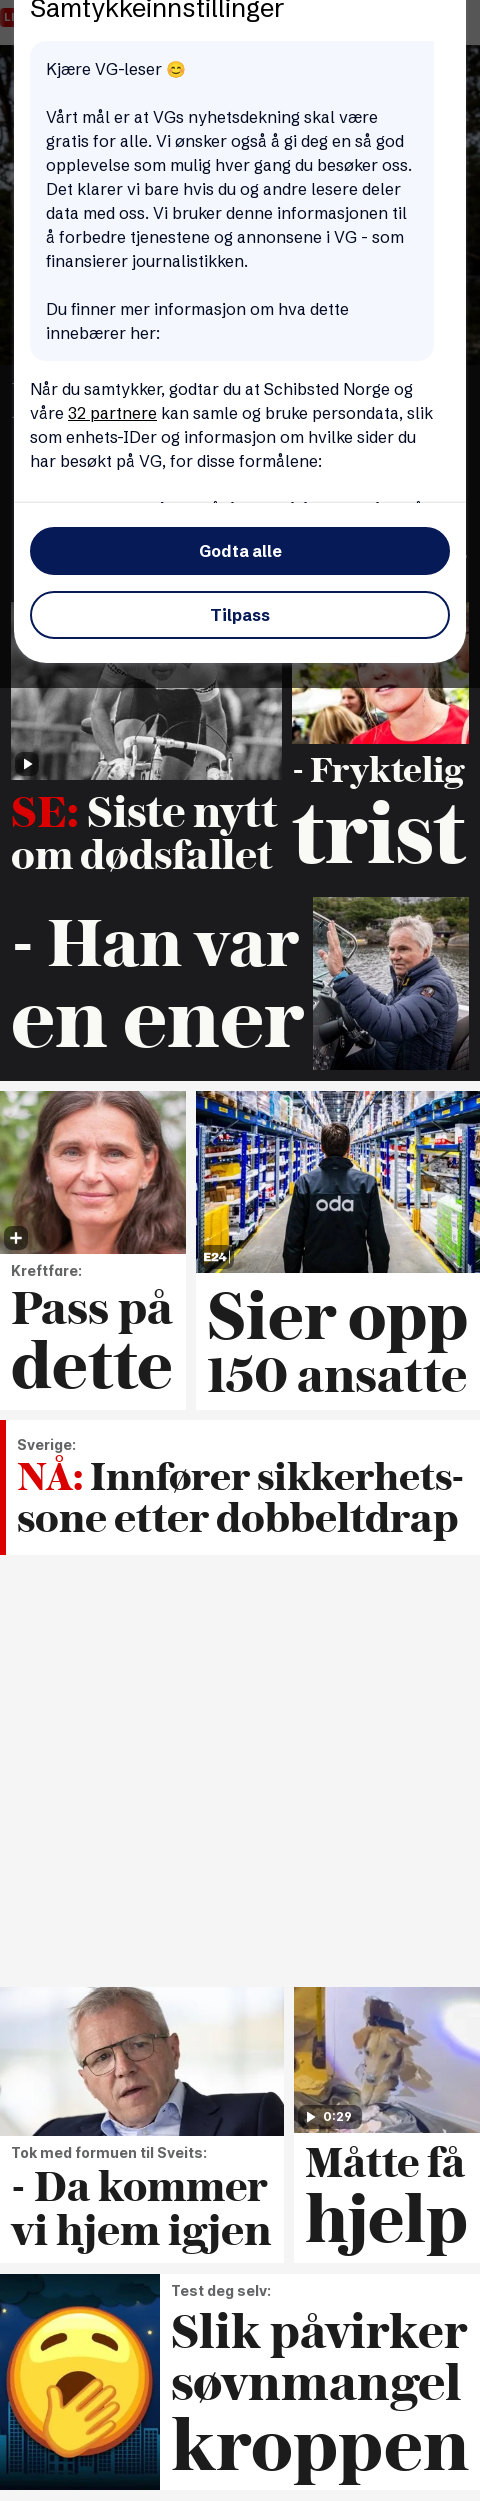 Samtykkeinnstillinger
Kjære VG-leser 😊
Vårt mål er at VGs nyhetsdekning skal være
gratis for alle. Vi ønsker også å gi deg en så god
opplevelse som mulig hver gang du besøker oss.
Det klarer vi bare hvis du og andre lesere deler
data med oss. Vi bruker denne informasjonen til
å forbedre tjenestene og annonsene i VG - som
finansierer journalistikken.
Du finner mer informasjon om hva dette
innebærer her:
Når du samtykker, godtar du at Schibsted Norge og
våre 32 partnere kan samle og bruke persondata, slik
som enhets-IDer og informasjon om hvilke sider du
har besøkt på VG, for disse formålene:
Godta alle
Tilpass
SE: Siste nytt
om dødsfallet
- Fryktelig
trist
- Han var
en ener
oda
E24
Kreftfare:
Pass på
dette
Sier opp
150 ansatte
Sverige:
NÅ: Innfører sikkerhets-
sone etter dobbeltdrap
Tok med formuen til Sveits:
- Da kommer
vi hjem igjen
0:29
Måtte få
hjelp
Test deg selv:
Slik påvirker
søvnmangel
kroppen